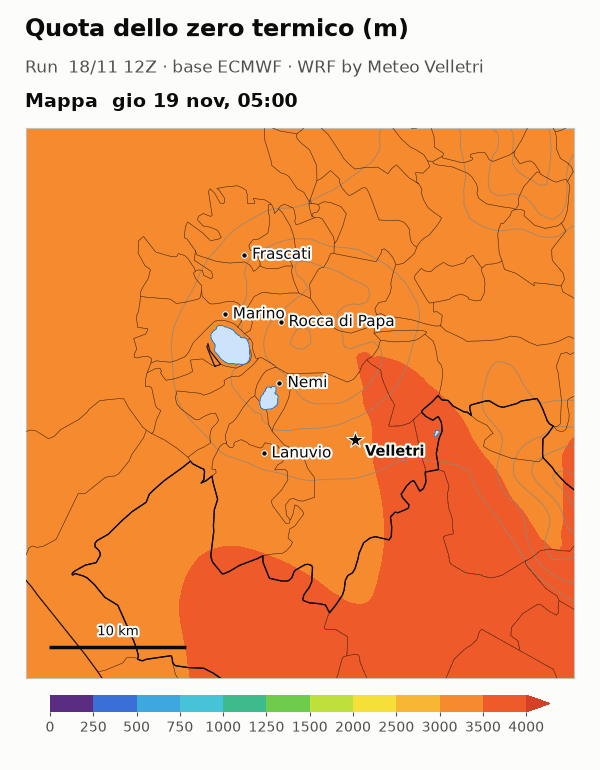 Quota dello zero termico (m)
Run  18/11 12Z · base ECMWF · WRF by Meteo Velletri
Mappa  gio 19 nov, 05:00
Frascati
Marino
Rocca di Papa
Nemi
Velletri
Lanuvio
10 km
0 250 500 750 1000 1250 1500 2000 2500 3000 3500 4000